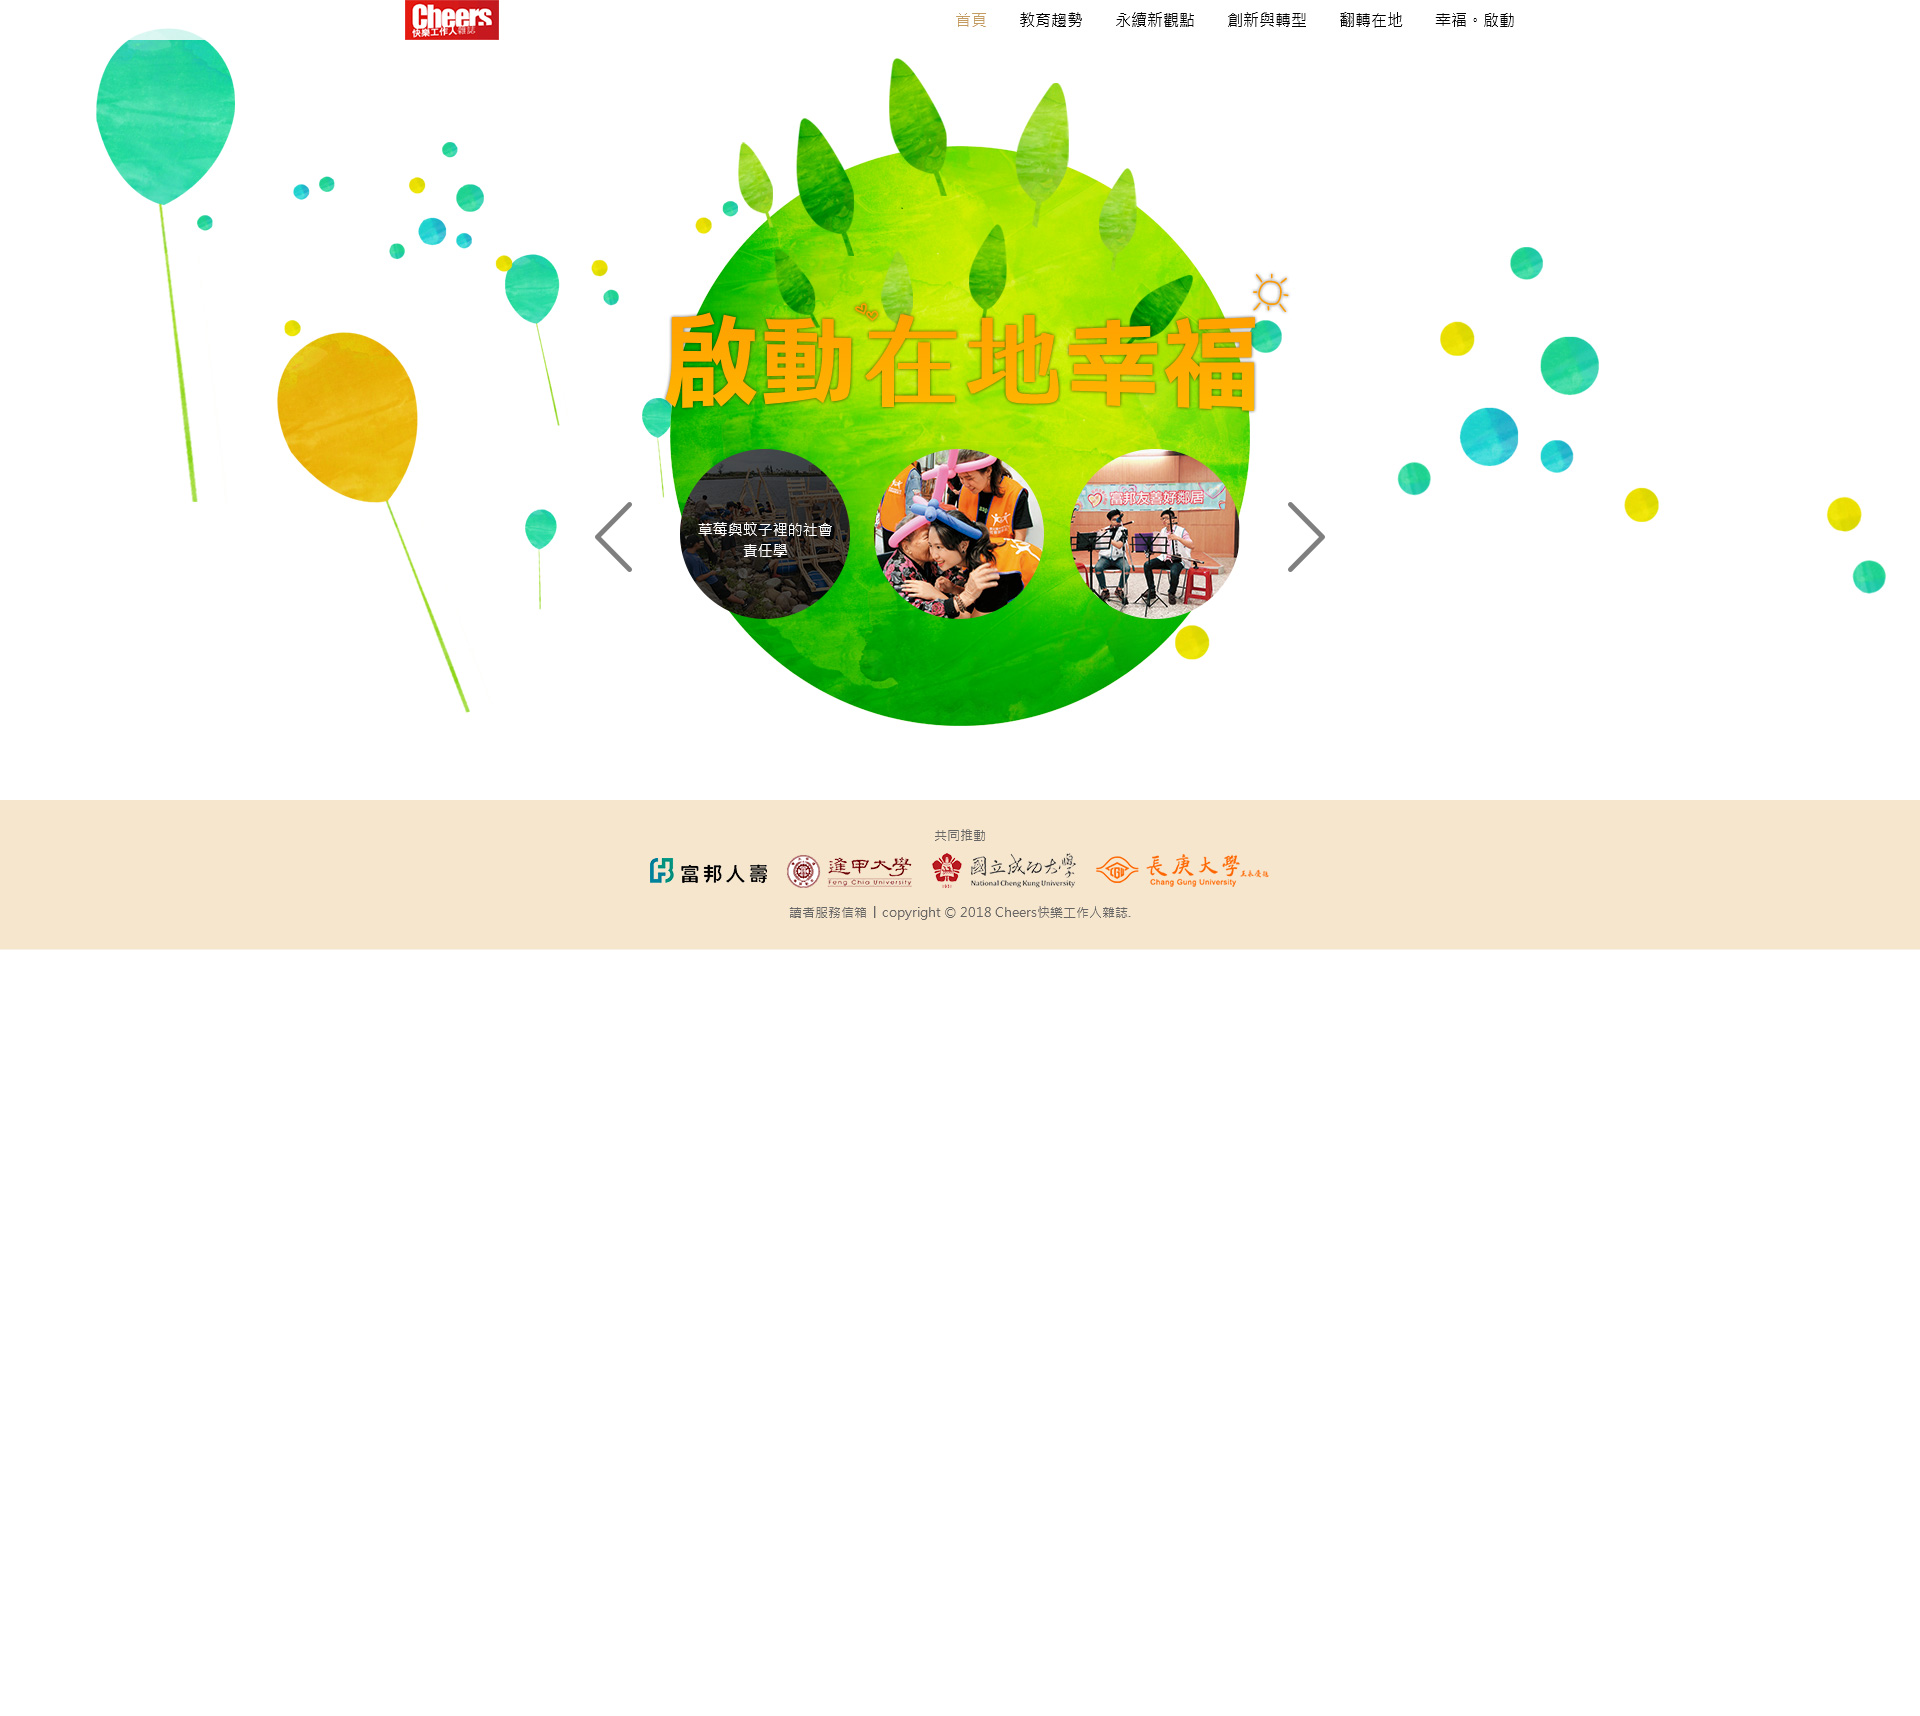 Cheers
快樂工作人雜誌
首頁
教育趨勢
永續新觀點
創新與轉型
翻轉在地
幸福。啟動
啟動在地幸福
草莓與蚊子裡的社會
責任學
富邦友善好鄰居
共同推動
富邦人壽
逢甲大學
Feng Chia University
國立成功大學
National Cheng Kung University
長庚大學
Chang Gung University
讀者服務信箱 | copyright © 2018 Cheers快樂工作人雜誌.